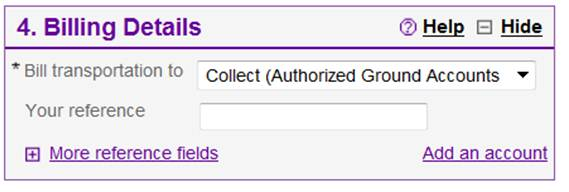 4. Billing Details Help Hide
* Bill transportation to Collect (Authorized Ground Accounts
Your reference
More reference fields Add an account